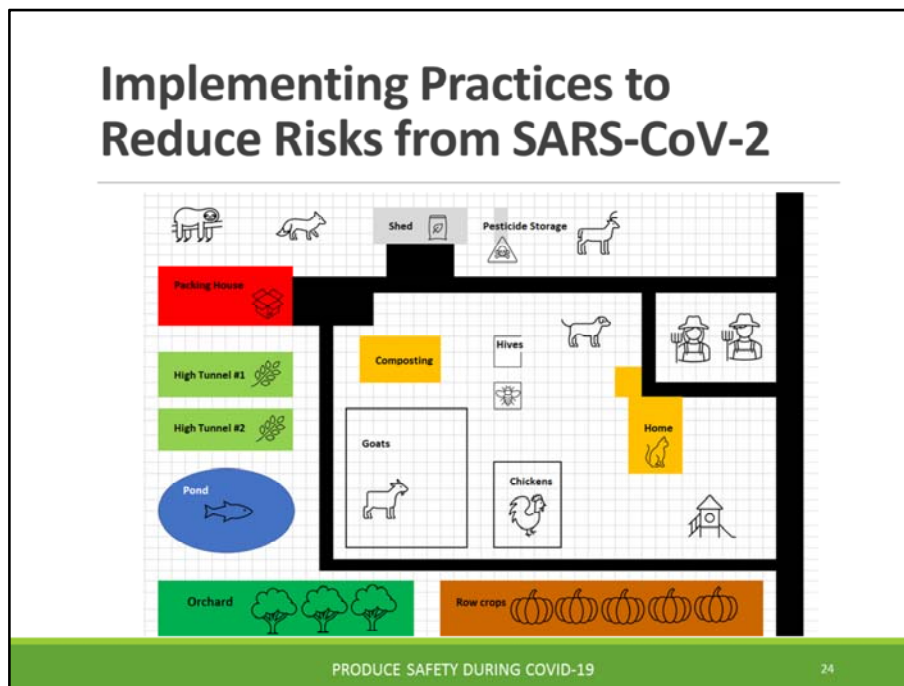 Implementing Practices to
Reduce Risks from SARS-CoV-2
Shed
Pesticide Storage
Packing House
Hives
Composting
High Tunnel #1
High Tunnel #2
Home
Goats
Chickens
Pond
Orchard
Row crops
PRODUCE SAFETY DURING COVID-19
24